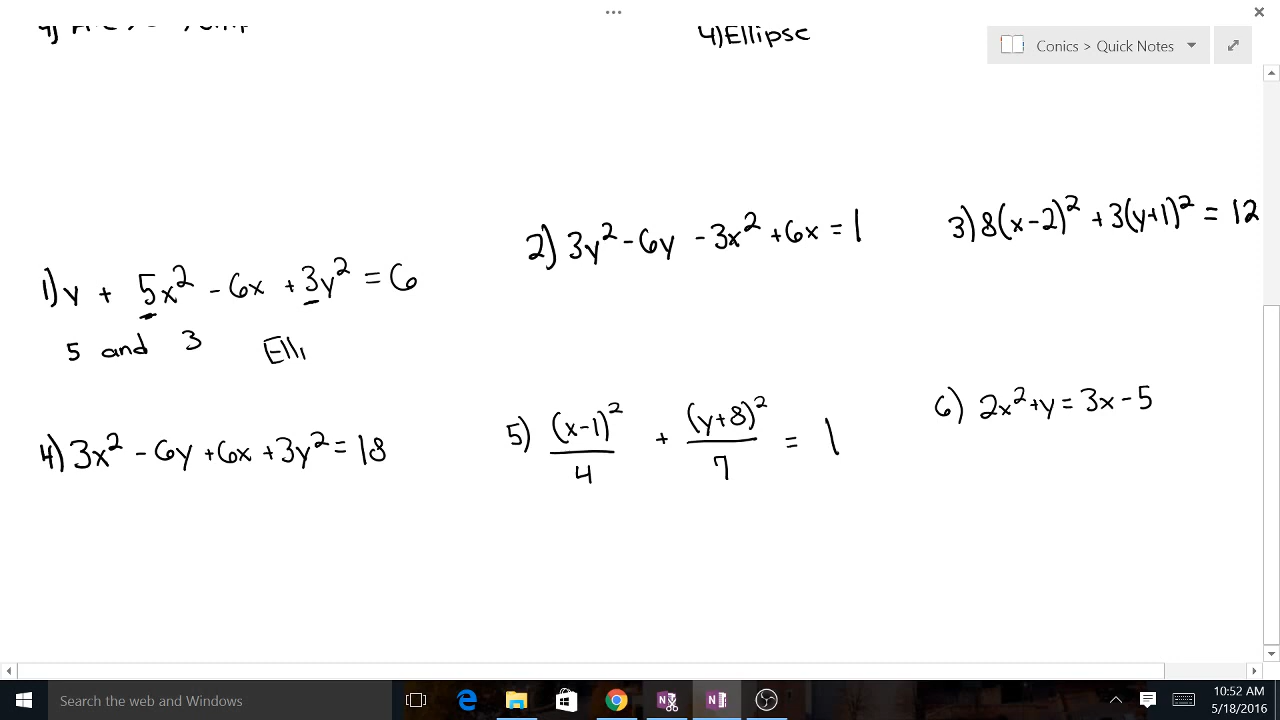 4)Ellipse
Conics > Quick Notes
1) y + 5x² - 6x + 3y² = 6
5 and 3 Elli
2) 3y² - 6y - 3x² + 6x = 1
3) 8(x-2)² + 3(y+1)² = 12
4) 3x² - 6y + 6x + 3y² = 18
5) (x-1)²/4 + (y+8)²/7 = 1
6) 2x² + y = 3x - 5
Search the web and Windows
10:52 AM
5/18/2016